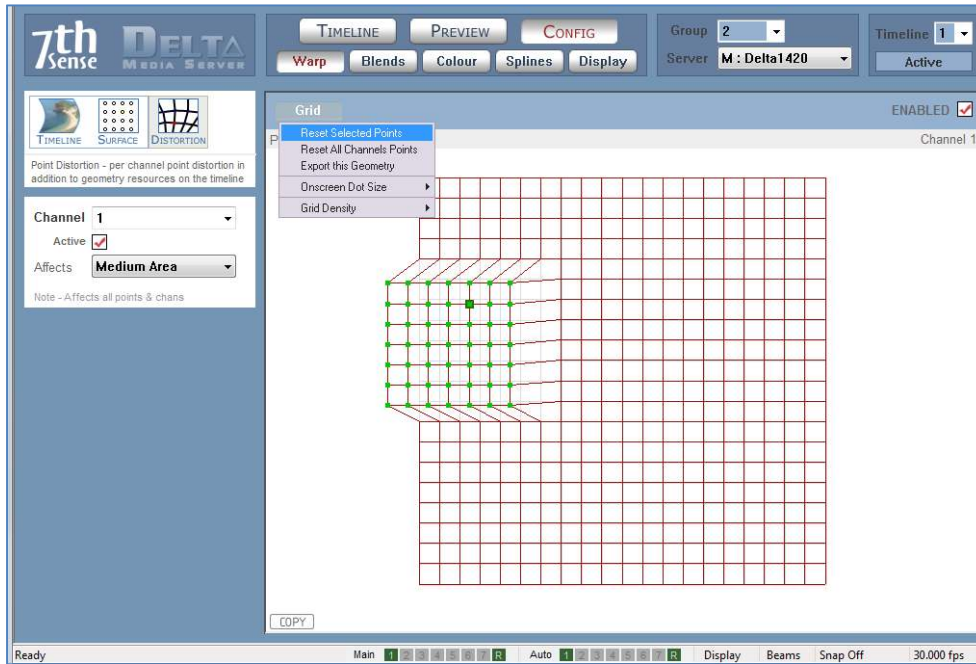 7th Sense DELTA MEDIA SERVER
TIMELINE PREVIEW CONFIG
Warp Blends Colour Splines Display
Group 2
Server M : Delta1420
Timeline 1
Active
TIMELINE SURFACE DISTORTION
Point Distortion - per channel point distortion in
addition to geometry resources on the timeline
Channel 1
Active
Affects Medium Area
Note - Affects all points & chans
Grid ENABLED
P Channel 1
Reset Selected Points
Reset All Channels Points
Export this Geometry
Onscreen Dot Size
Grid Density
COPY
Ready Main 1 2 3 4 5 6 7 R Auto 1 2 3 4 5 6 7 R Display Beams Snap Off 30.000 fps